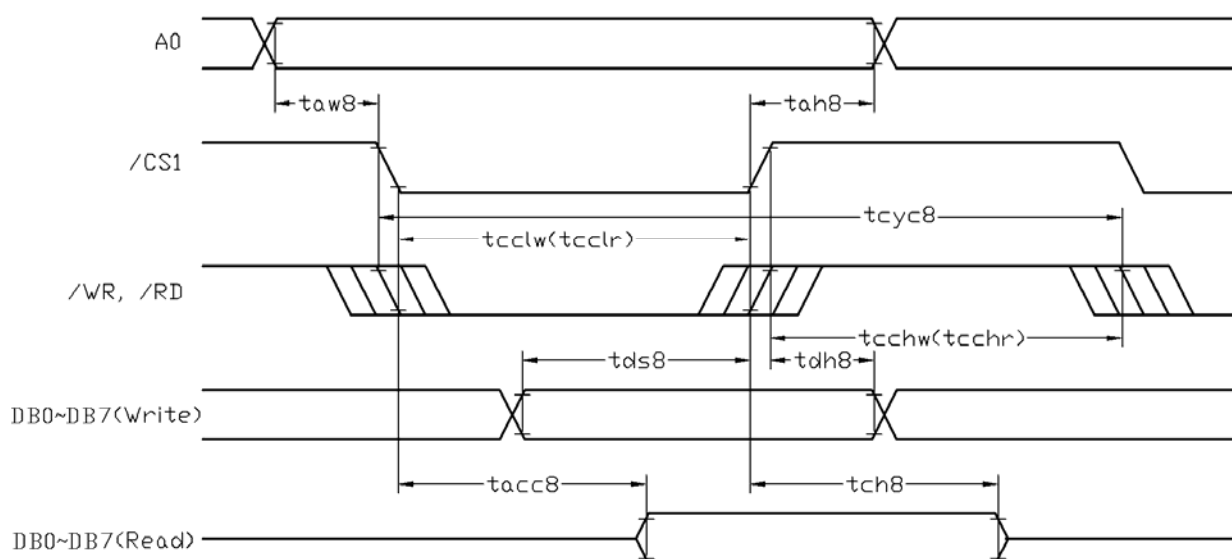 A0
taw8
tah8
/CS1
tcyc8
tcclw(tcclr)
/WR, /RD
tcchw(tcchr)
tds8
tdh8
DB0~DB7(Write)
tacc8
tch8
DB0~DB7(Read)